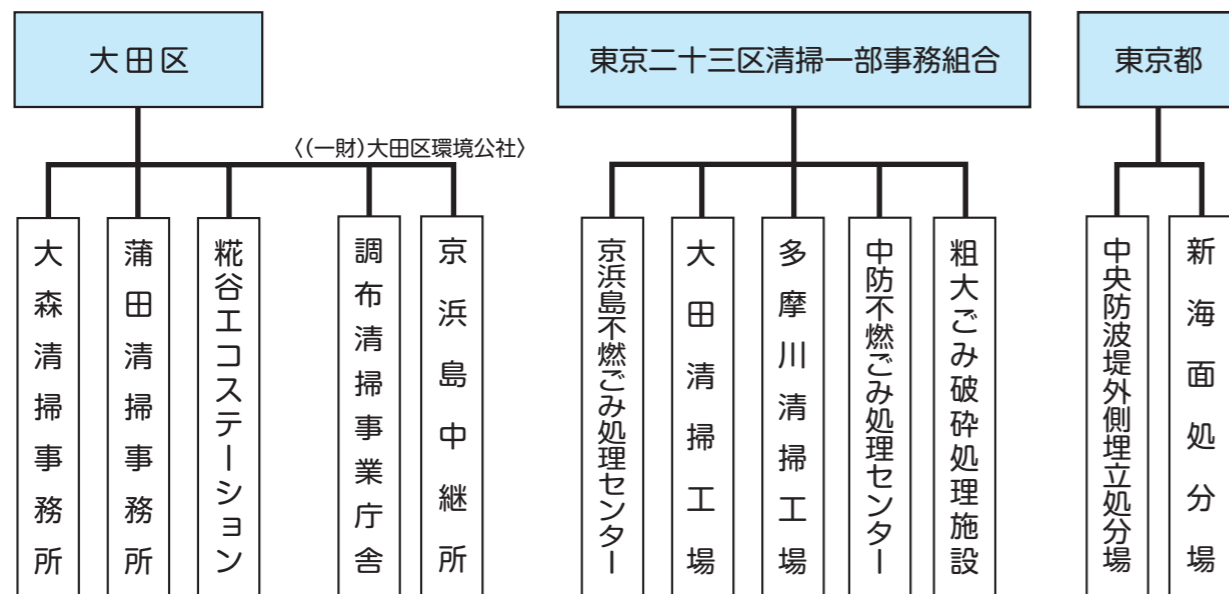 大田区
東京二十三区清掃一部事務組合
東京都
〈(一財)大田区環境公社〉
大森清掃事務所
蒲田清掃事務所
糀谷エコステーション
調布清掃事業庁舎
京浜島中継所
京浜島不燃ごみ処理センター
大田清掃工場
多摩川清掃工場
中防不燃ごみ処理センター
粗大ごみ破砕処理施設
中央防波堤外側埋立処分場
新海面処分場